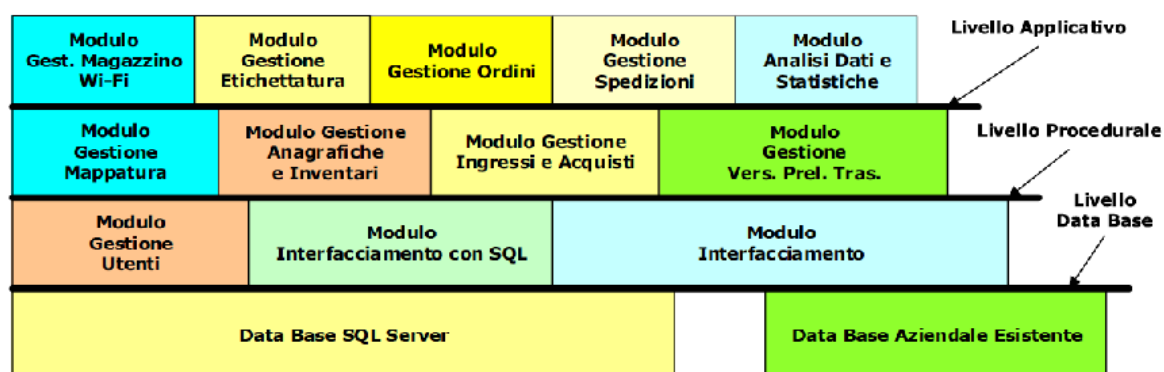 Modulo
Gest. Magazzino
Wi-Fi
Modulo
Gestione
Etichettatura
Modulo
Gestione Ordini
Modulo
Gestione
Spedizioni
Modulo
Analisi Dati e
Statistiche
Livello Applicativo
Modulo
Gestione
Mappatura
Modulo Gestione
Anagrafiche
e Inventari
Modulo Gestione
Ingressi e Acquisti
Modulo
Gestione
Vers. Prel. Tras.
Livello Procedurale
Modulo
Gestione
Utenti
Modulo
Interfacciamento con SQL
Modulo
Interfacciamento
Livello
Data Base
Data Base SQL Server
Data Base Aziendale Esistente